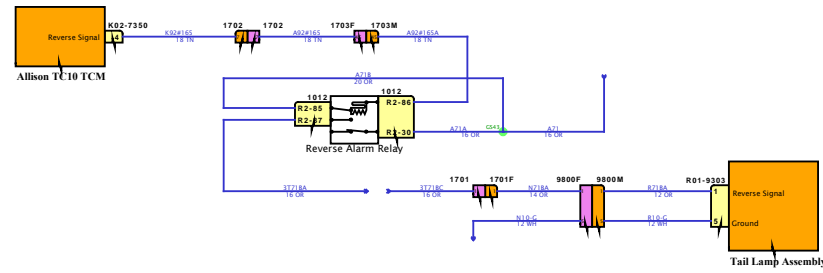 K02-7350
1702 1702
1703F 1703M
Reverse Signal
4
K92#165
18 TN
A92#165
18 TN
A92#165A
18 TN
Allison TC10 TCM
A71B
20 OR
1012
1012
R2-85
R2-86
R2-87
R2-30
A71A
16 OR
G543
A71
16 OR
Reverse Alarm Relay
3T71BA
16 OR
3T71BC
16 OR
1701 1701F
N71BA
14 OR
9800F 9800M
R71BA
12 OR
R01-9303
1
Reverse Signal
N10-G
12 WH
R10-G
12 WH
5
Ground
Tail Lamp Assembly